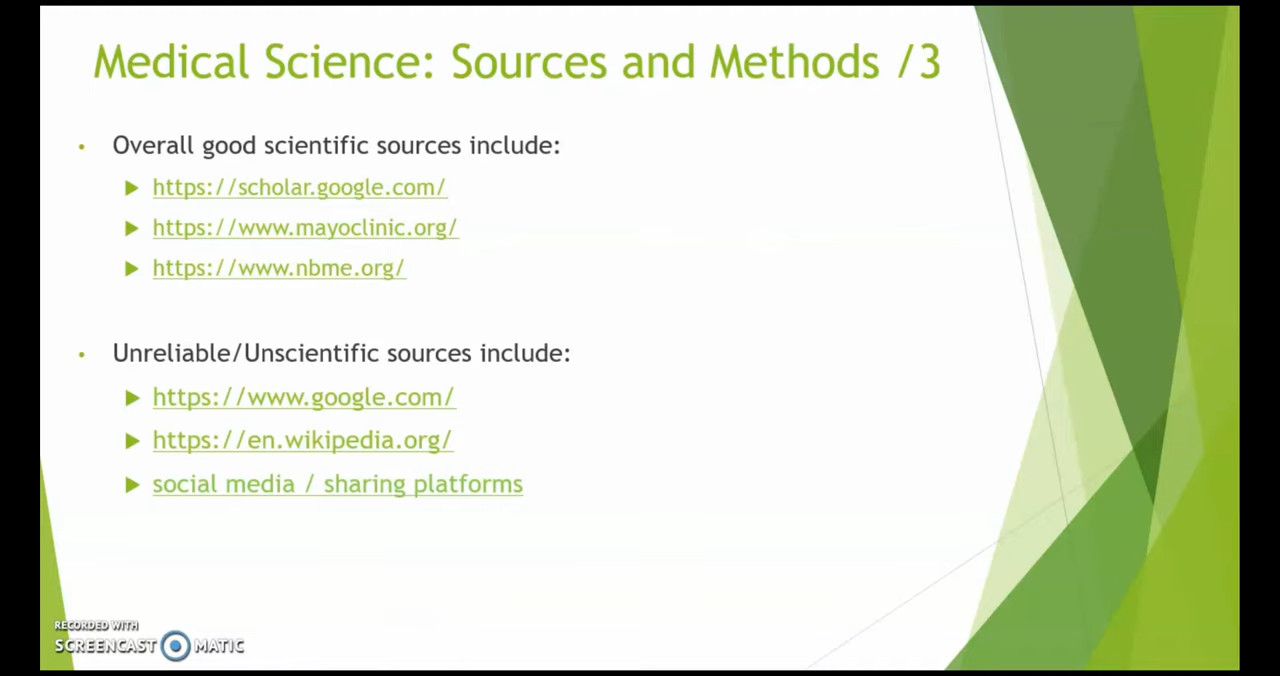 Medical Science: Sources and Methods /3
• Overall good scientific sources include:
https://scholar.google.com/
https://www.mayoclinic.org/
https://www.nbme.org/
• Unreliable/Unscientific sources include:
https://www.google.com/
https://en.wikipedia.org/
social media / sharing platforms
RECORDED WITH
SCREENCAST MATIC